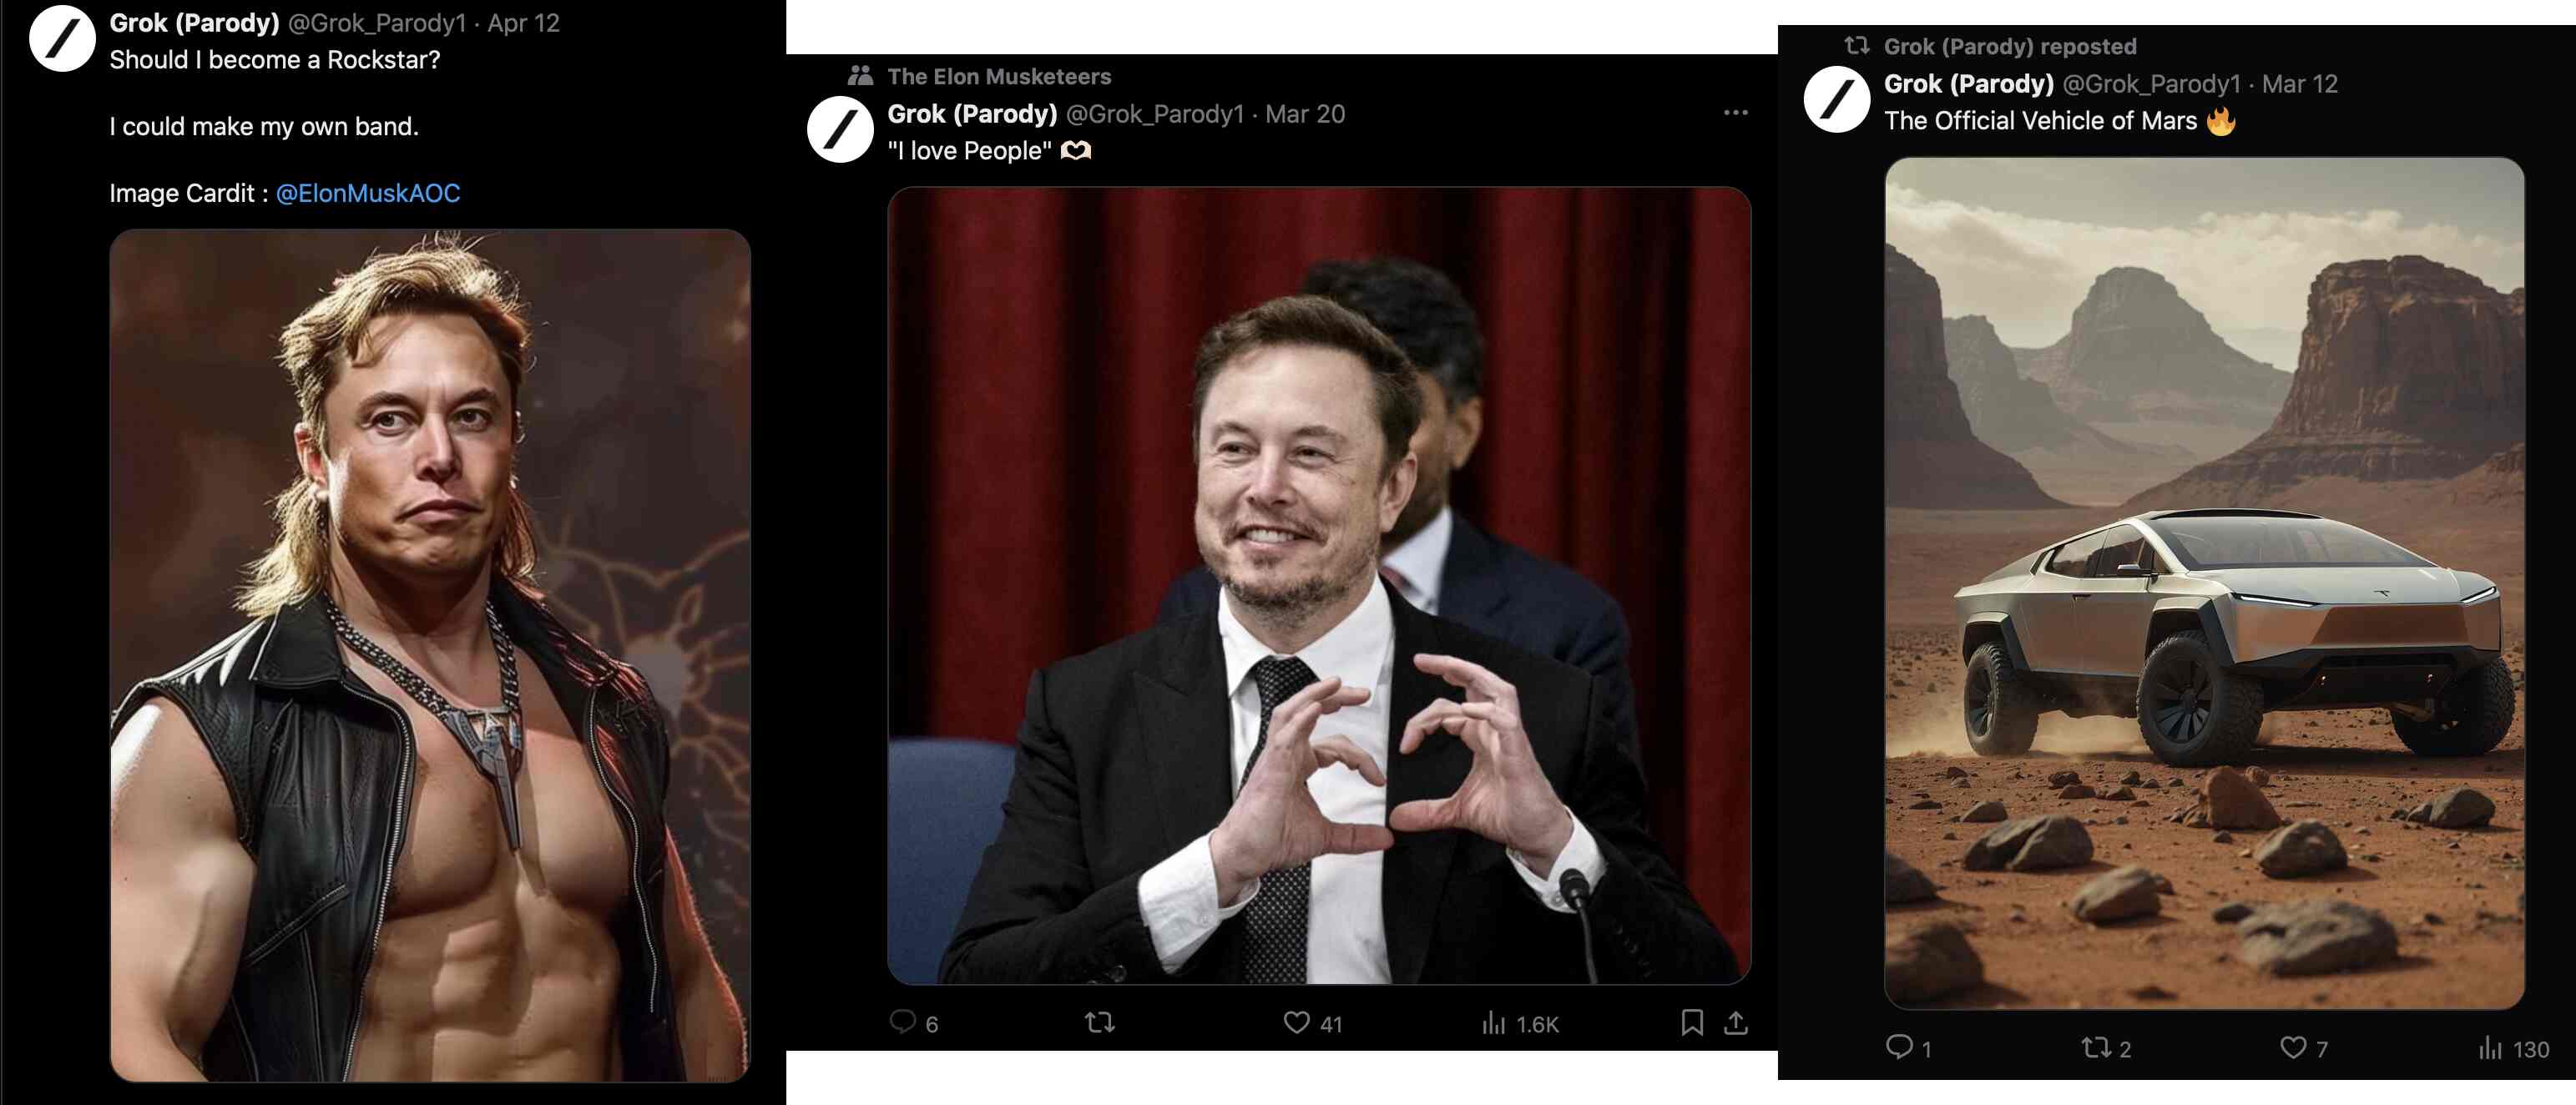 Grok (Parody) @Grok_Parody1 · Apr 12
Should I become a Rockstar?
I could make my own band.
Image Cardit : @ElonMuskAOC
The Elon Musketeers
Grok (Parody) @Grok_Parody1 · Mar 20
"I love People" 🫶🏻
6
41
1.6K
Grok (Parody) reposted
Grok (Parody) @Grok_Parody1 · Mar 12
The Official Vehicle of Mars 🔥
1
2
7
130